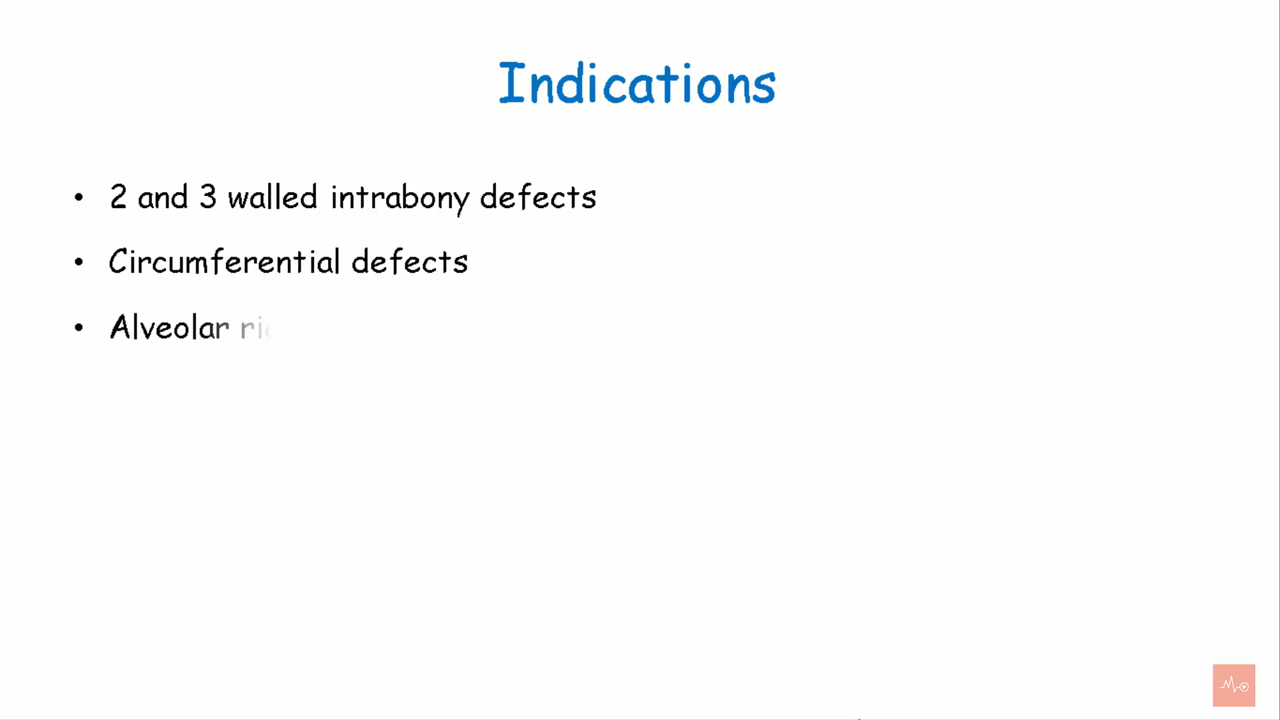 Indications
• 2 and 3 walled intrabony defects
• Circumferential defects
• Alveolar